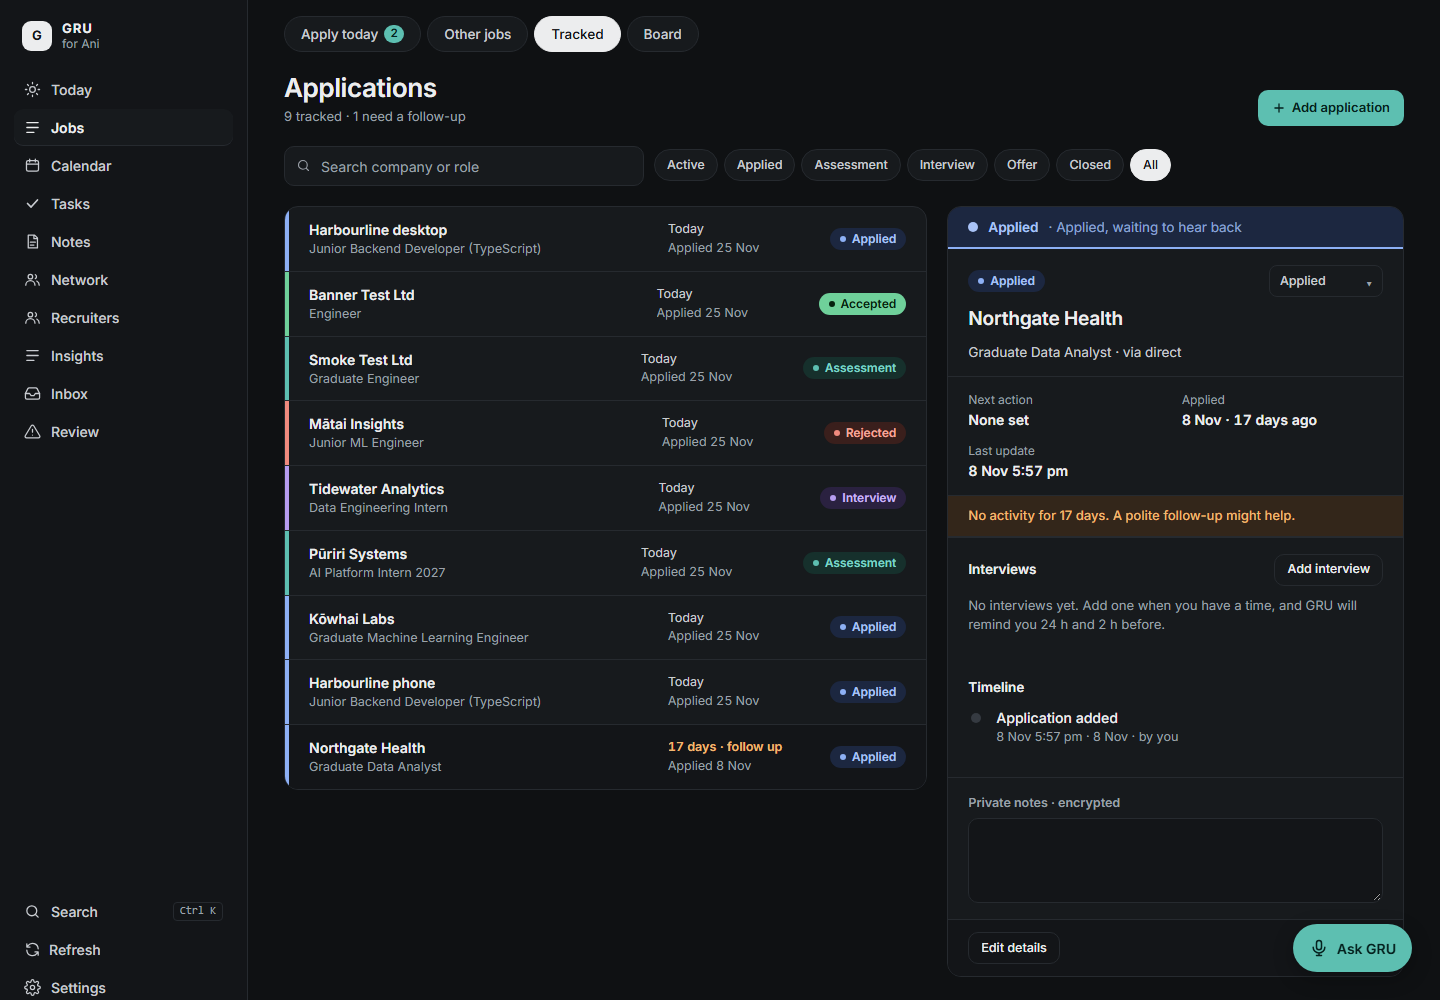 G
GRU
for Ani
Today
Jobs
Calendar
Tasks
Notes
Network
Recruiters
Insights
Inbox
Review
Search
Ctrl K
Refresh
Settings
Apply today 2
Other jobs
Tracked
Board
Applications
9 tracked · 1 need a follow-up
+ Add application
Search company or role
Active
Applied
Assessment
Interview
Offer
Closed
All
Harbourline desktop
Junior Backend Developer (TypeScript)
Today
Applied 25 Nov
Applied
Banner Test Ltd
Engineer
Today
Applied 25 Nov
Accepted
Smoke Test Ltd
Graduate Engineer
Today
Applied 25 Nov
Assessment
Mātai Insights
Junior ML Engineer
Today
Applied 25 Nov
Rejected
Tidewater Analytics
Data Engineering Intern
Today
Applied 25 Nov
Interview
Pūriri Systems
AI Platform Intern 2027
Today
Applied 25 Nov
Assessment
Kōwhai Labs
Graduate Machine Learning Engineer
Today
Applied 25 Nov
Applied
Harbourline phone
Junior Backend Developer (TypeScript)
Today
Applied 25 Nov
Applied
Northgate Health
Graduate Data Analyst
17 days · follow up
Applied 8 Nov
Applied
Applied · Applied, waiting to hear back
Applied
Applied
Northgate Health
Graduate Data Analyst · via direct
Next action
None set
Applied
8 Nov · 17 days ago
Last update
8 Nov 5:57 pm
No activity for 17 days. A polite follow-up might help.
Interviews
Add interview
No interviews yet. Add one when you have a time, and GRU will
remind you 24 h and 2 h before.
Timeline
Application added
8 Nov 5:57 pm · 8 Nov · by you
Private notes · encrypted
Edit details
Ask GRU